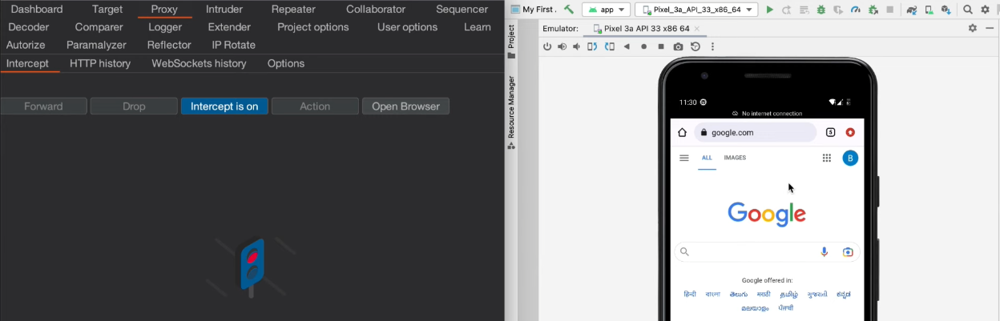 Dashboard Target Proxy Intruder Repeater Collaborator Sequencer
Decoder Comparer Logger Extender Project options User options Learn
Autorize Paramalyzer Reflector IP Rotate
Intercept HTTP history WebSockets history Options
Forward Drop Intercept is on Action Open Browser
My First . app Pixel_3a_API_33_x86_64
Project
Resource Manager
Emulator: Pixel 3a API 33 x86 64
11:30
No internet connection
google.com 5
ALL IMAGES B
Google
Google offered in:
हिन्दी বাংলা తెలుగు मराठी தமிழ் ગુજરાતી ಕನ್ನಡ
മലയാളം ਪੰਜਾਬੀ